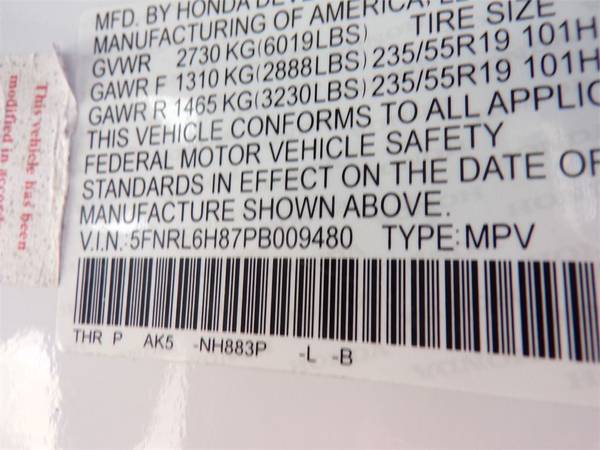 MFD. BY HONDA
MANUFACTURING OF AMERICA,
TIRE SIZE
GVWR 2730 KG(6019LBS)
GAWR F 1310 KG(2888LBS) 235/55R19 101H
GAWR R 1465 KG(3230LBS) 235/55R19 101H
THIS VEHICLE CONFORMS TO ALL
FEDERAL MOTOR VEHICLE SAFETY
STANDARDS IN EFFECT ON THE DATE OF
MANUFACTURE SHOWN ABOVE.
V.I.N.:5FNRL6H87PB009480 TYPE:MPV
THR P AK5 -NH883P -L -B
This vehicle has been
modified in